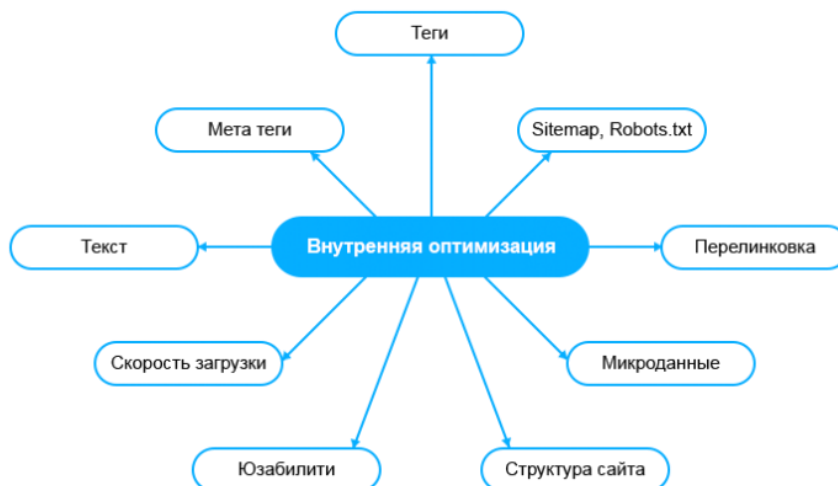 Теги
Мета теги
Sitemap, Robots.txt
Текст
Внутренняя оптимизация
Перелинковка
Скорость загрузки
Микроданные
Юзабилити
Структура сайта